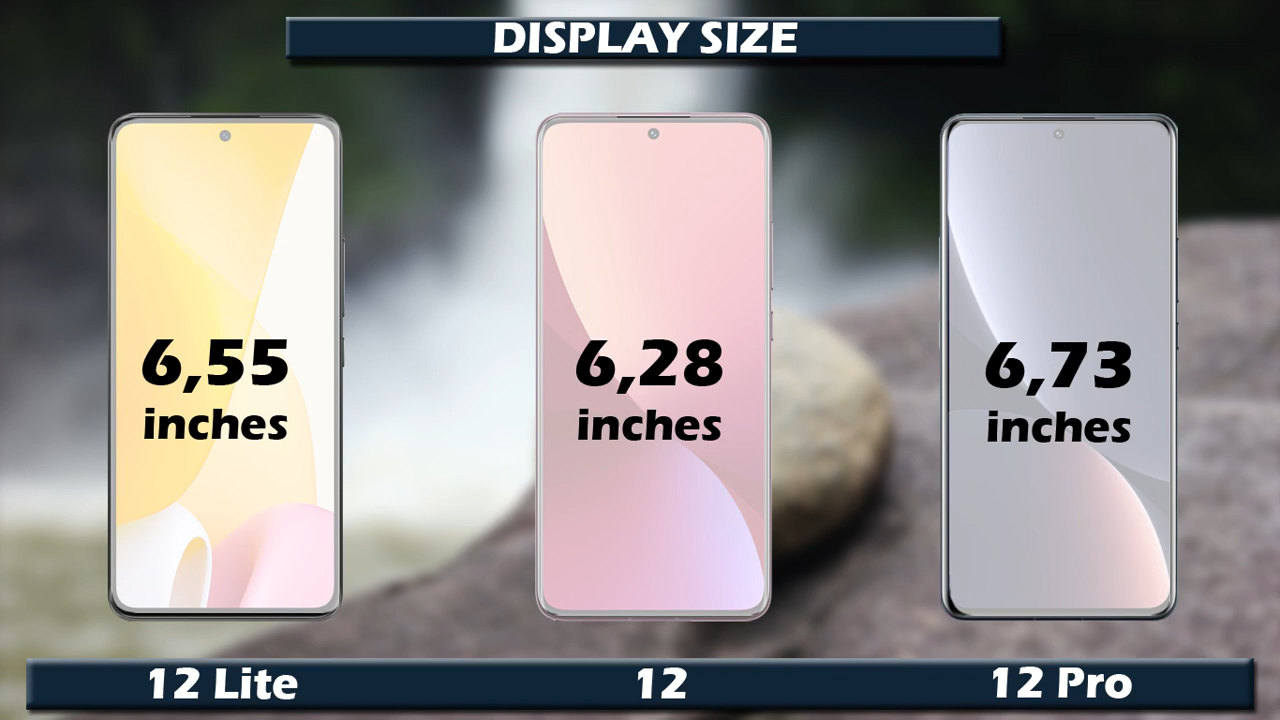 DISPLAY SIZE
6,55
inches
6,28
inches
6,73
inches
12 Lite
12
12 Pro